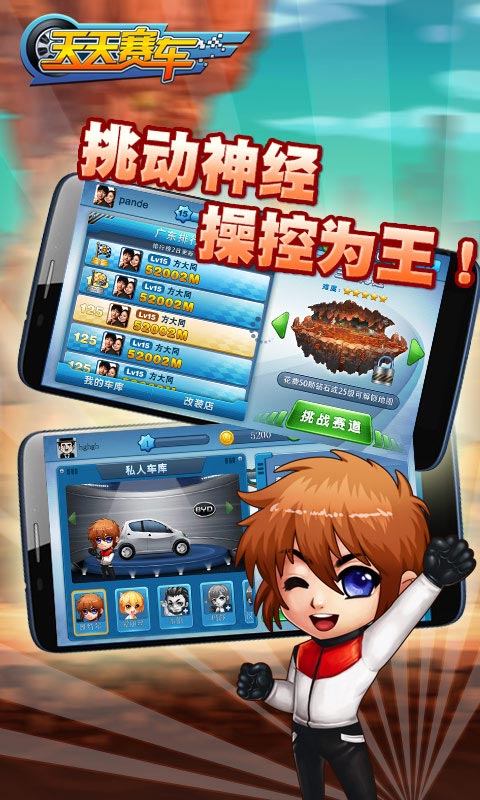 天天赛车
挑动神经
操控为王！
pande
15
广东排
Lv15 方大同
52002M
Lv15 方大同
52002M
125
Lv15 方大同
52002M
125
Lv15 方大同
52002M
我的车库
改装店
难度：
花费50颗钻石或25级可解锁地图
挑战赛道
hghgb
1
5200
私人车库
BYD